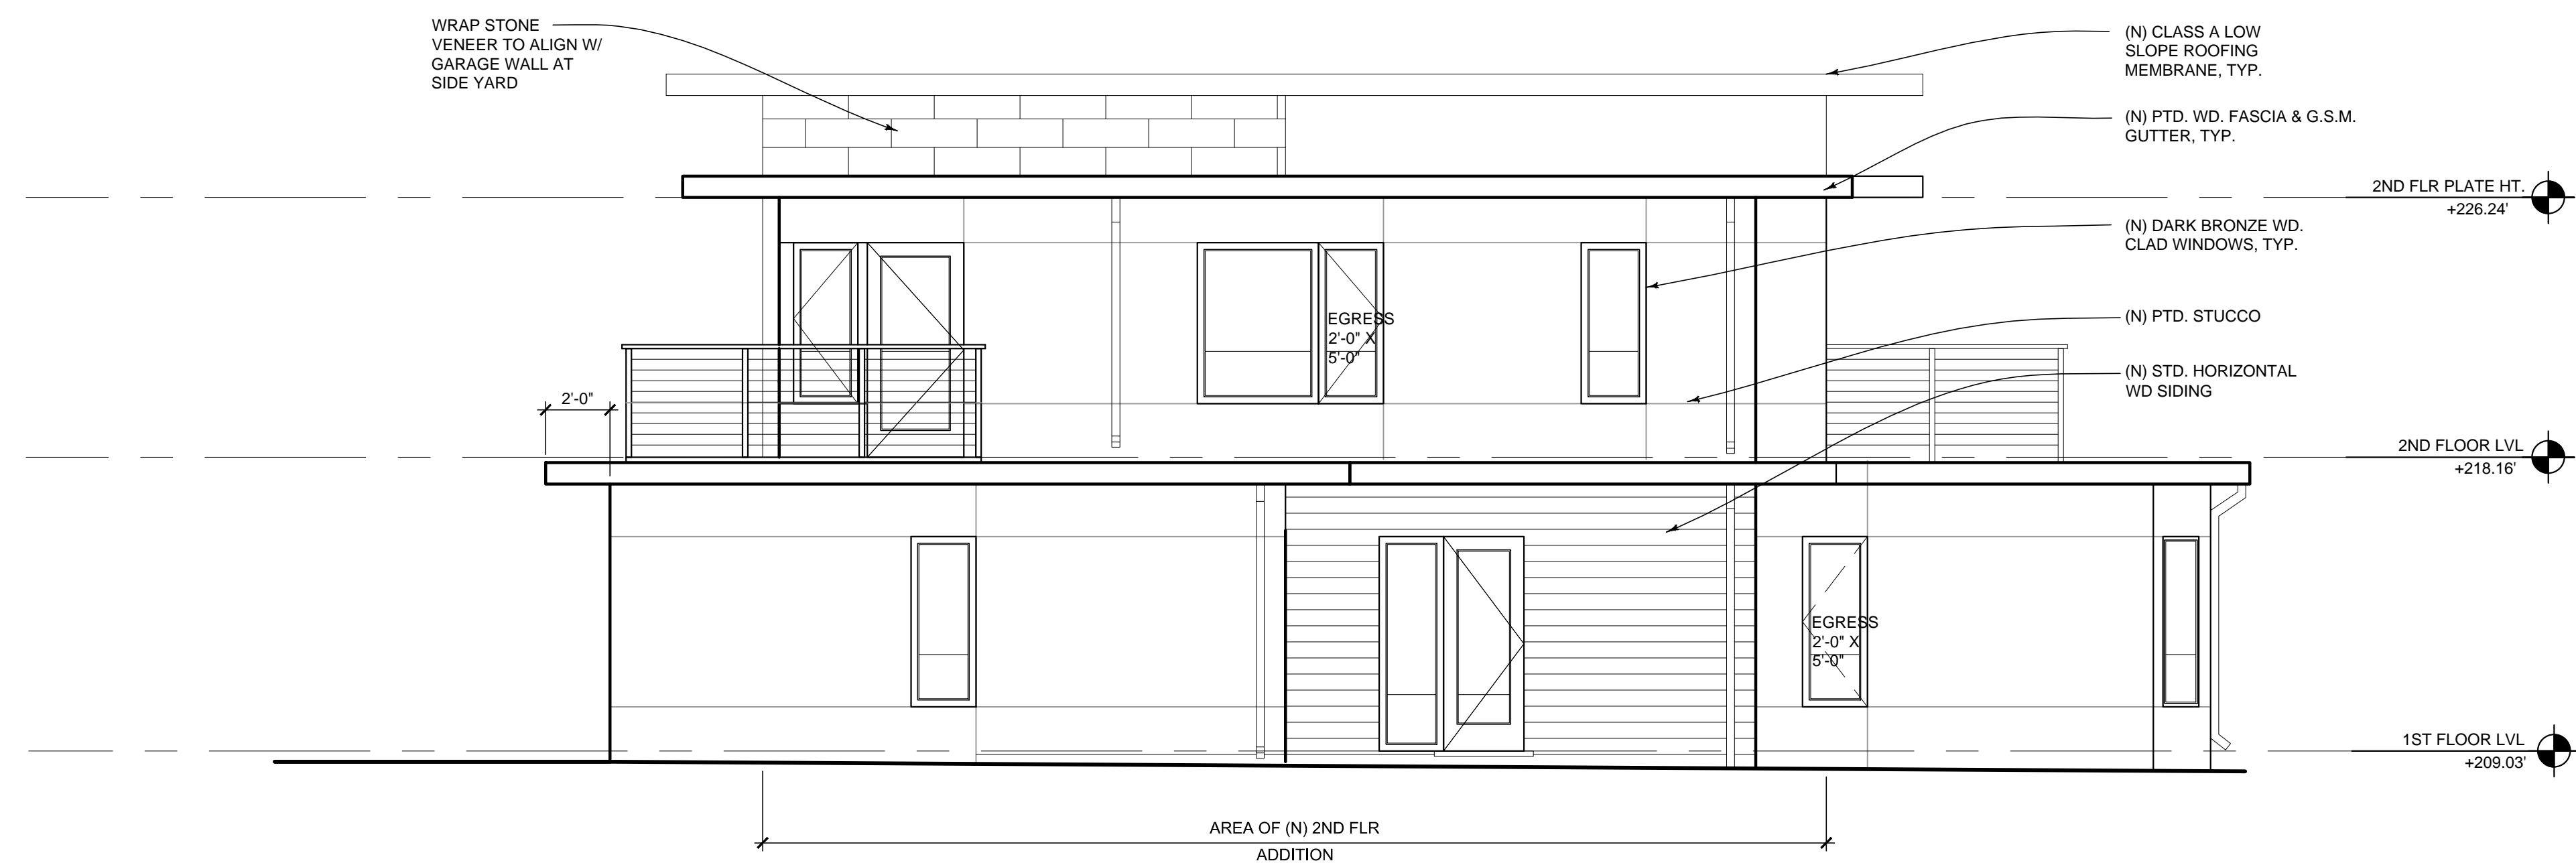 WRAP STONE
VENEER TO ALIGN W/
GARAGE WALL AT
SIDE YARD
(N) CLASS A LOW
SLOPE ROOFING
MEMBRANE, TYP.
(N) PTD. WD. FASCIA & G.S.M.
GUTTER, TYP.
2ND FLR PLATE HT.
+226.24'
(N) DARK BRONZE WD.
CLAD WINDOWS, TYP.
(N) PTD. STUCCO
EGRESS
2'-0" X
5'-0"
(N) STD. HORIZONTAL
WD SIDING
2'-0"
2ND FLOOR LVL
+218.16'
EGRESS
2'-0" X
5'-0"
1ST FLOOR LVL
+209.03'
AREA OF (N) 2ND FLR
ADDITION